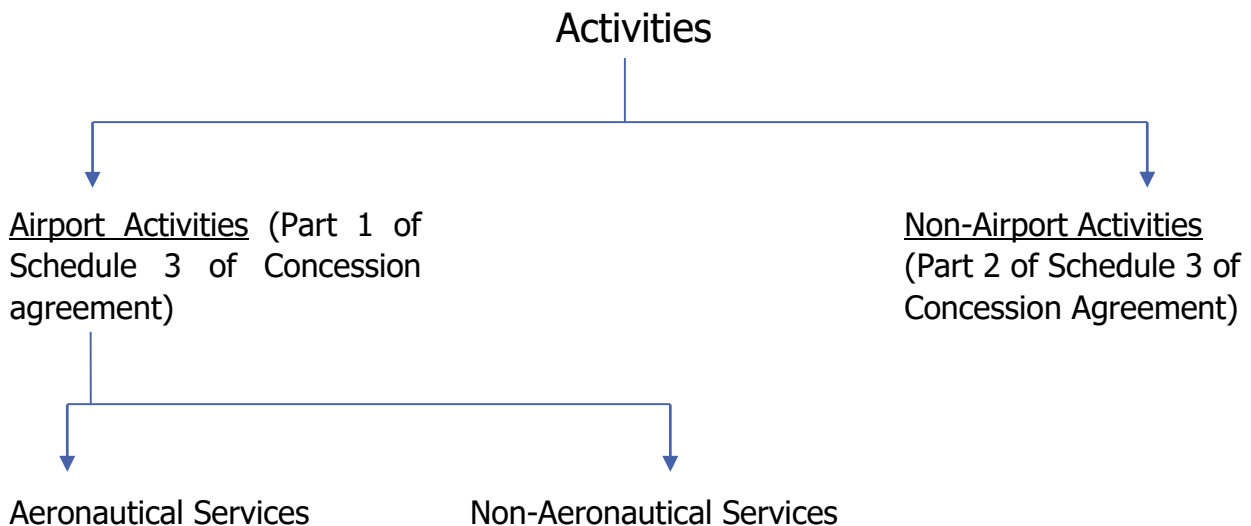 Activities
Airport Activities (Part 1 of
Schedule 3 of Concession
agreement)
Non-Airport Activities
(Part 2 of Schedule 3 of
Concession Agreement)
Aeronautical Services
Non-Aeronautical Services